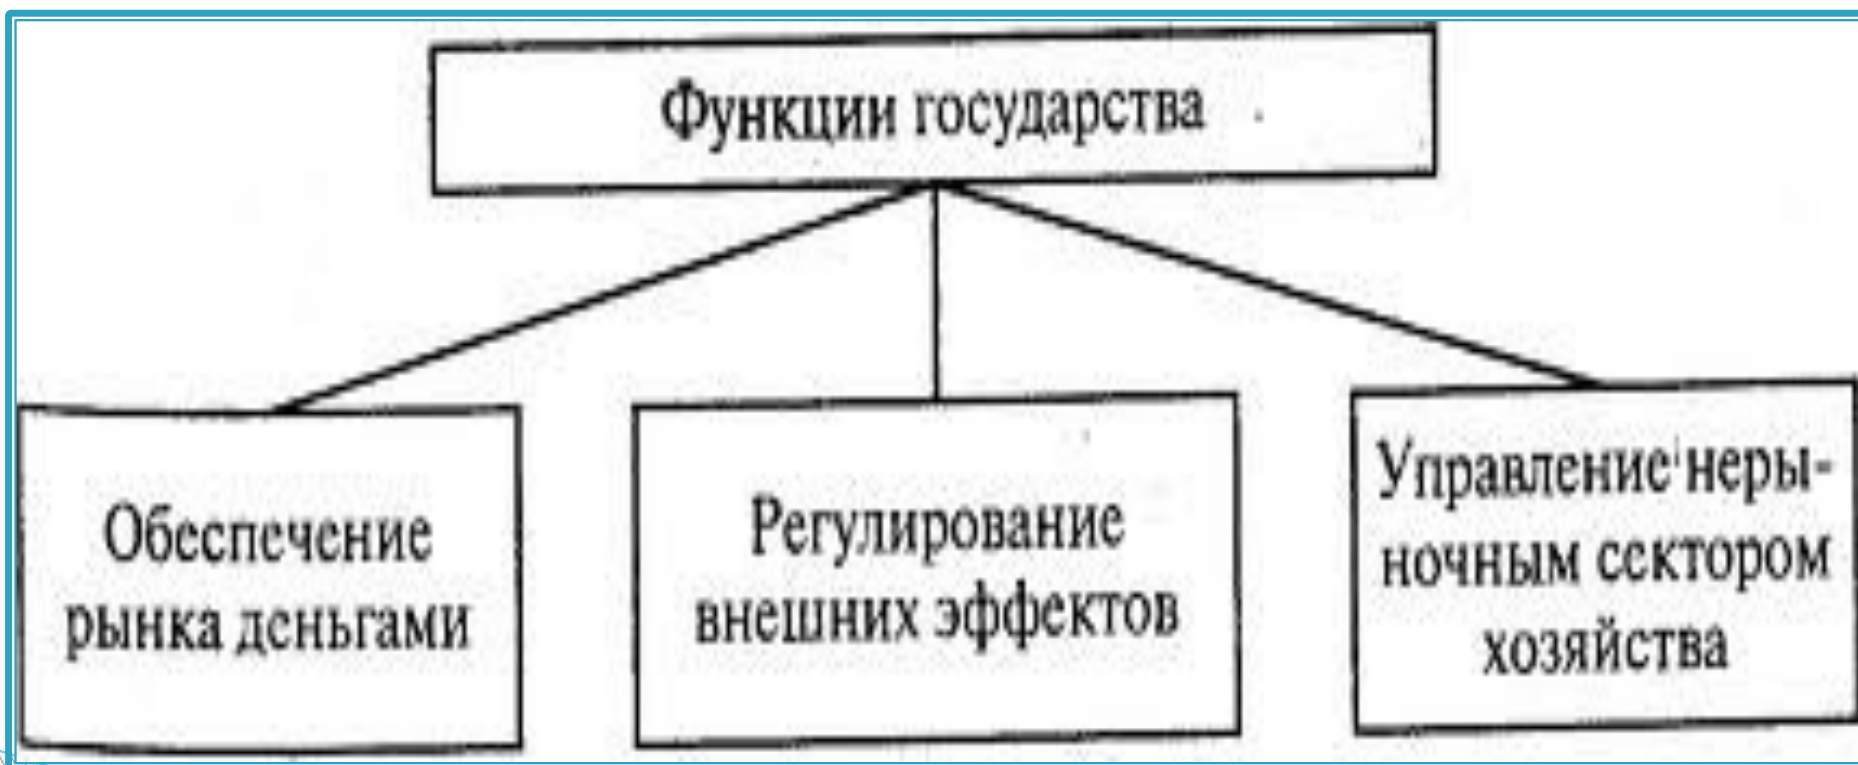 Функции государства
Обеспечение
рынка деньгами
Регулирование
внешних эффектов
Управление неры-
ночным сектором
хозяйства